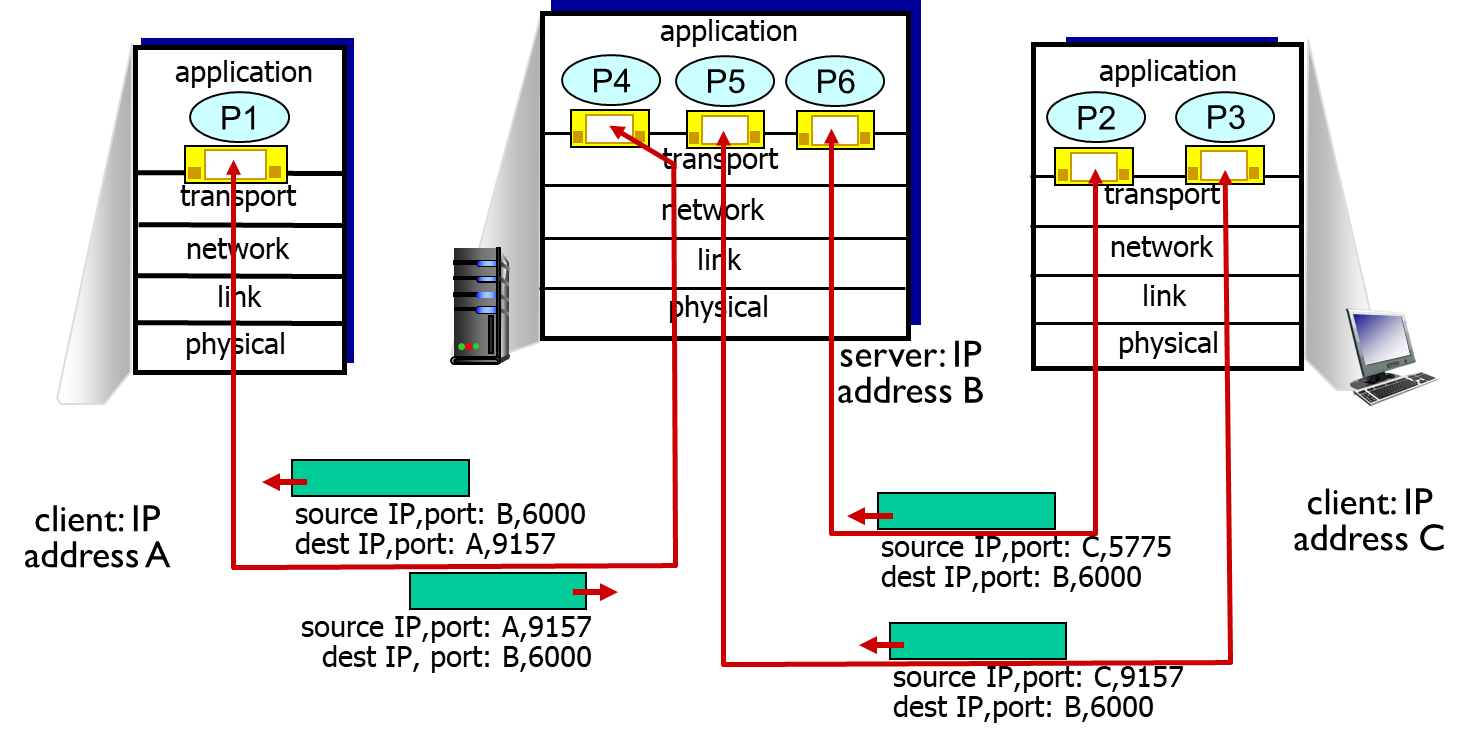 application
P1
transport
network
link
physical
client: IP
address A
application
P4
P5
P6
transport
network
link
physical
server: IP
address B
application
P2
P3
transport
network
link
physical
client: IP
address C
source IP,port: B,6000
dest IP,port: A,9157
source IP,port: A,9157
dest IP, port: B,6000
source IP,port: C,5775
dest IP,port: B,6000
source IP,port: C,9157
dest IP,port: B,6000